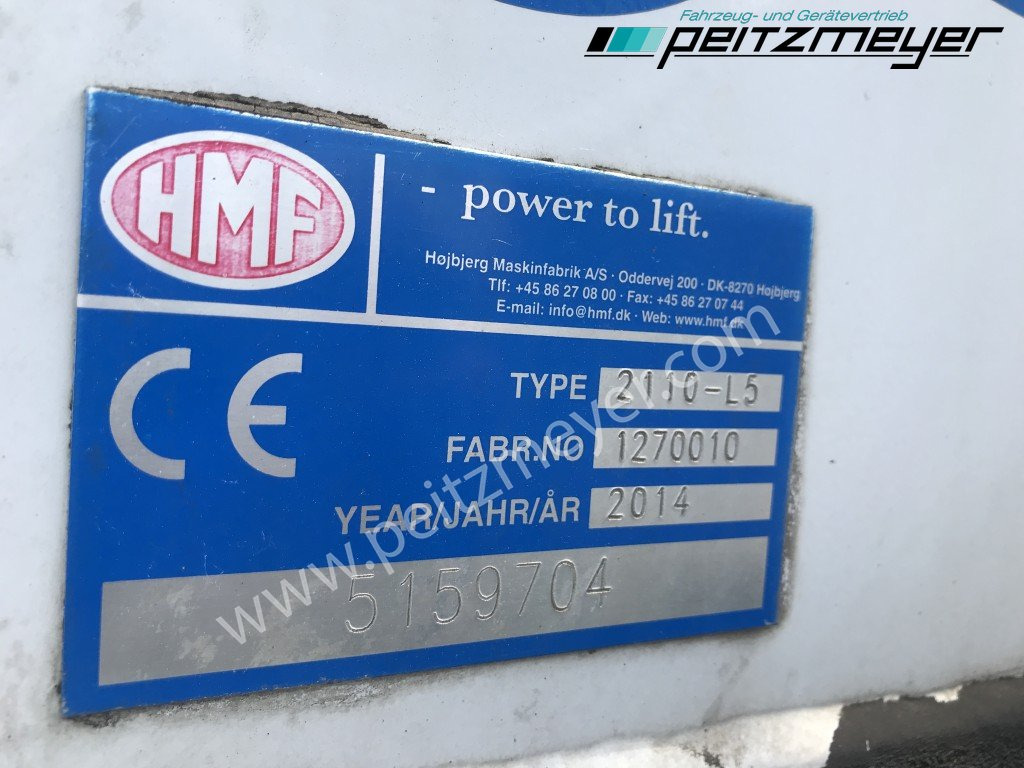 Fahrzeug- und Gerätevertrieb
peitzmeyer
HMF
- power to lift.
Højbjerg Maskinfabrik A/S · Oddervej 200 · DK-8270 Højbjerg
Tlf: +45 86 27 08 00 · Fax: +45 86 27 07 44
E-mail: info@hmf.dk · Web: www.hmf.dk
CE
TYPE 2110-L5
FABR.NO 1270010
YEAR/JAHR/ÅR 2014
5159704
www.peitzmeyer.com